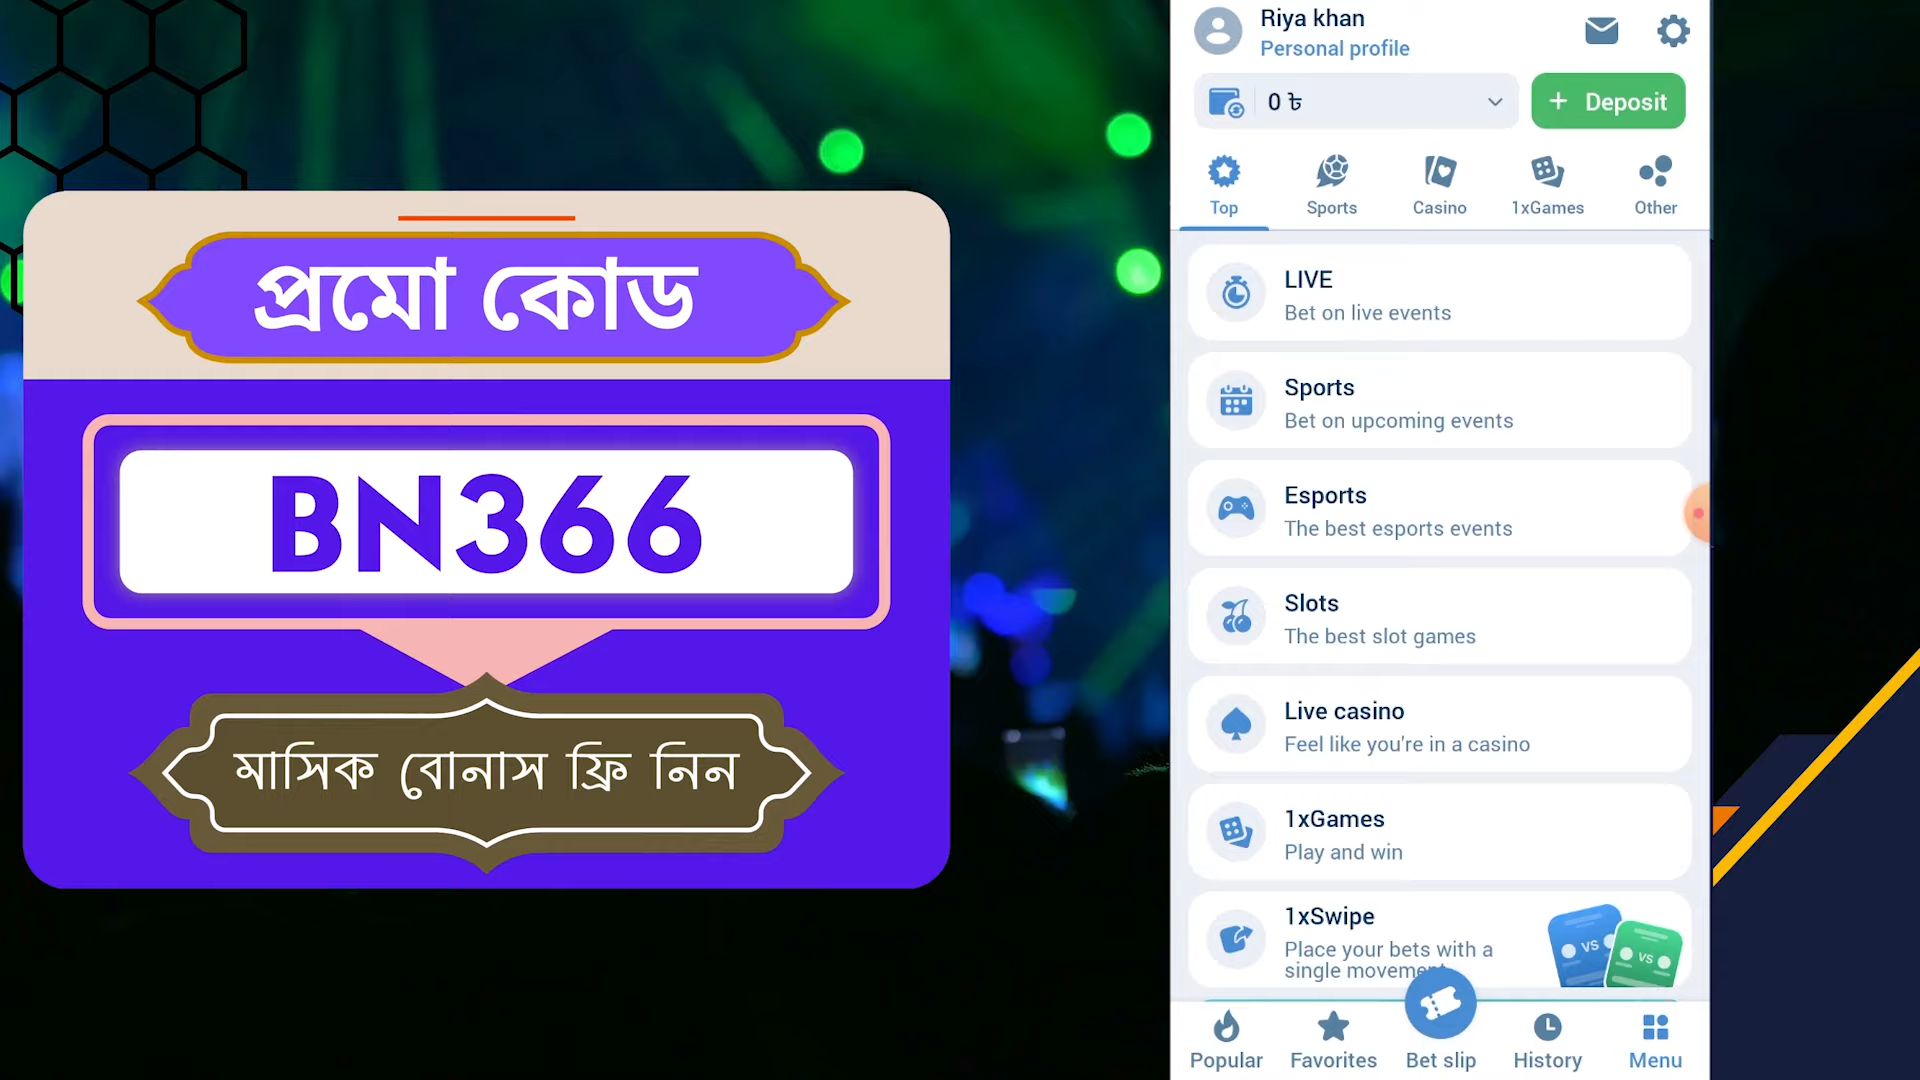 প্রমো কোড
BN366
মাসিক বোনাস ফ্রি নিন
Riya khan
Personal profile
0 ৳
+ Deposit
Top
Sports
Casino
1xGames
Other
LIVE
Bet on live events
Sports
Bet on upcoming events
Esports
The best esports events
Slots
The best slot games
Live casino
Feel like you're in a casino
1xGames
Play and win
1xSwipe
Place your bets with a
single movement
VS
VS
Popular
Favorites
Bet slip
History
Menu